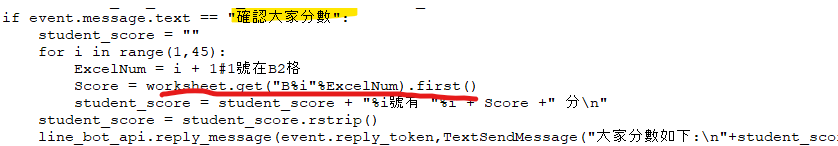 if event.message.text == "確認大家分數":
student_score = ""
for i in range(1,45):
ExcelNum = i + 1#1號在B2格
Score = worksheet.get("B%i"%ExcelNum).first()
student_score = student_score + "%i號有 "%i + Score +" 分\n"
student_score = student_score.rstrip()
line_bot_api.reply_message(event.reply_token,TextSendMessage("大家分數如下:\n"+student_sco